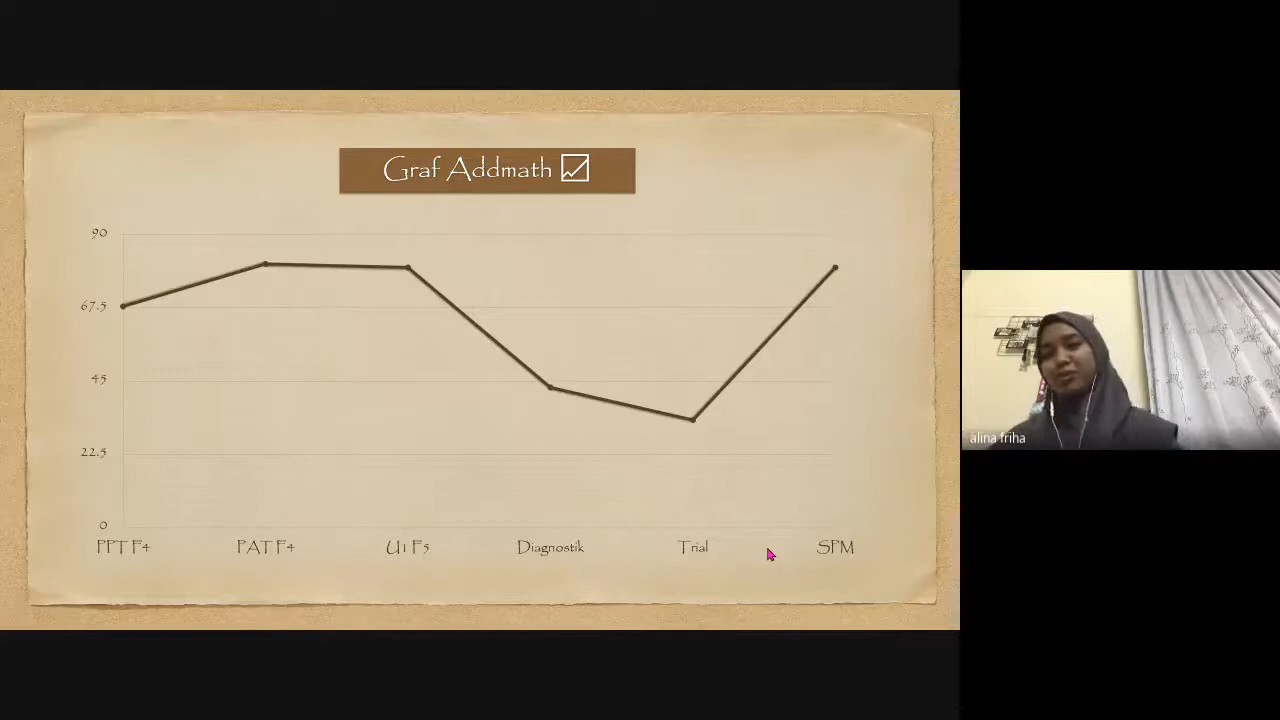 Graf Addmath
90
67.5
45
22.5
0
PPT F4 PAT F4 U1 F5 Diagnostik Trial SPM
alina friha